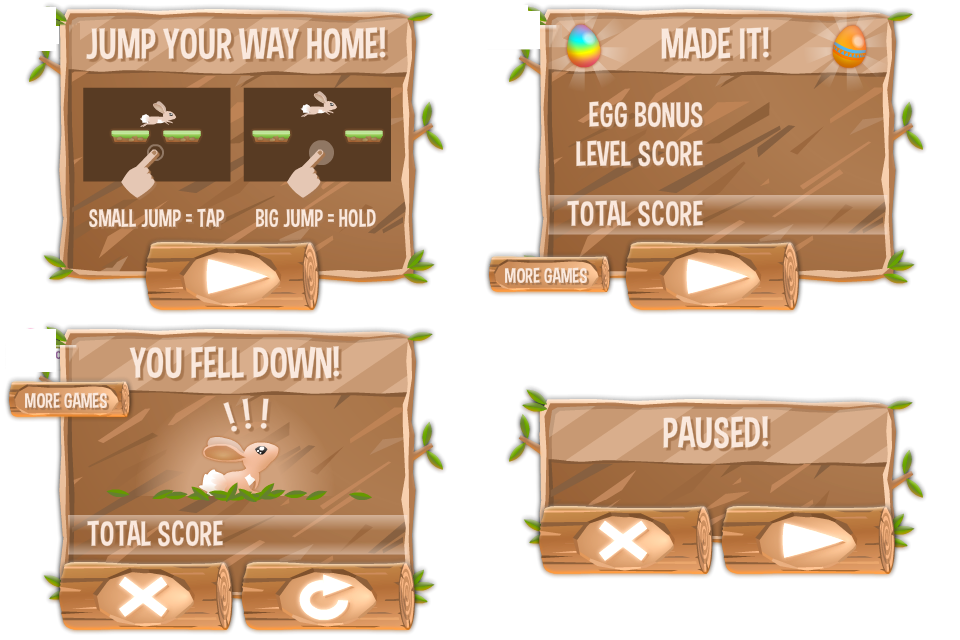 JUMP YOUR WAY HOME!
SMALL JUMP = TAP
BIG JUMP = HOLD
MADE IT!
EGG BONUS
LEVEL SCORE
TOTAL SCORE
MORE GAMES
YOU FELL DOWN!
MORE GAMES
!!!
TOTAL SCORE
PAUSED!